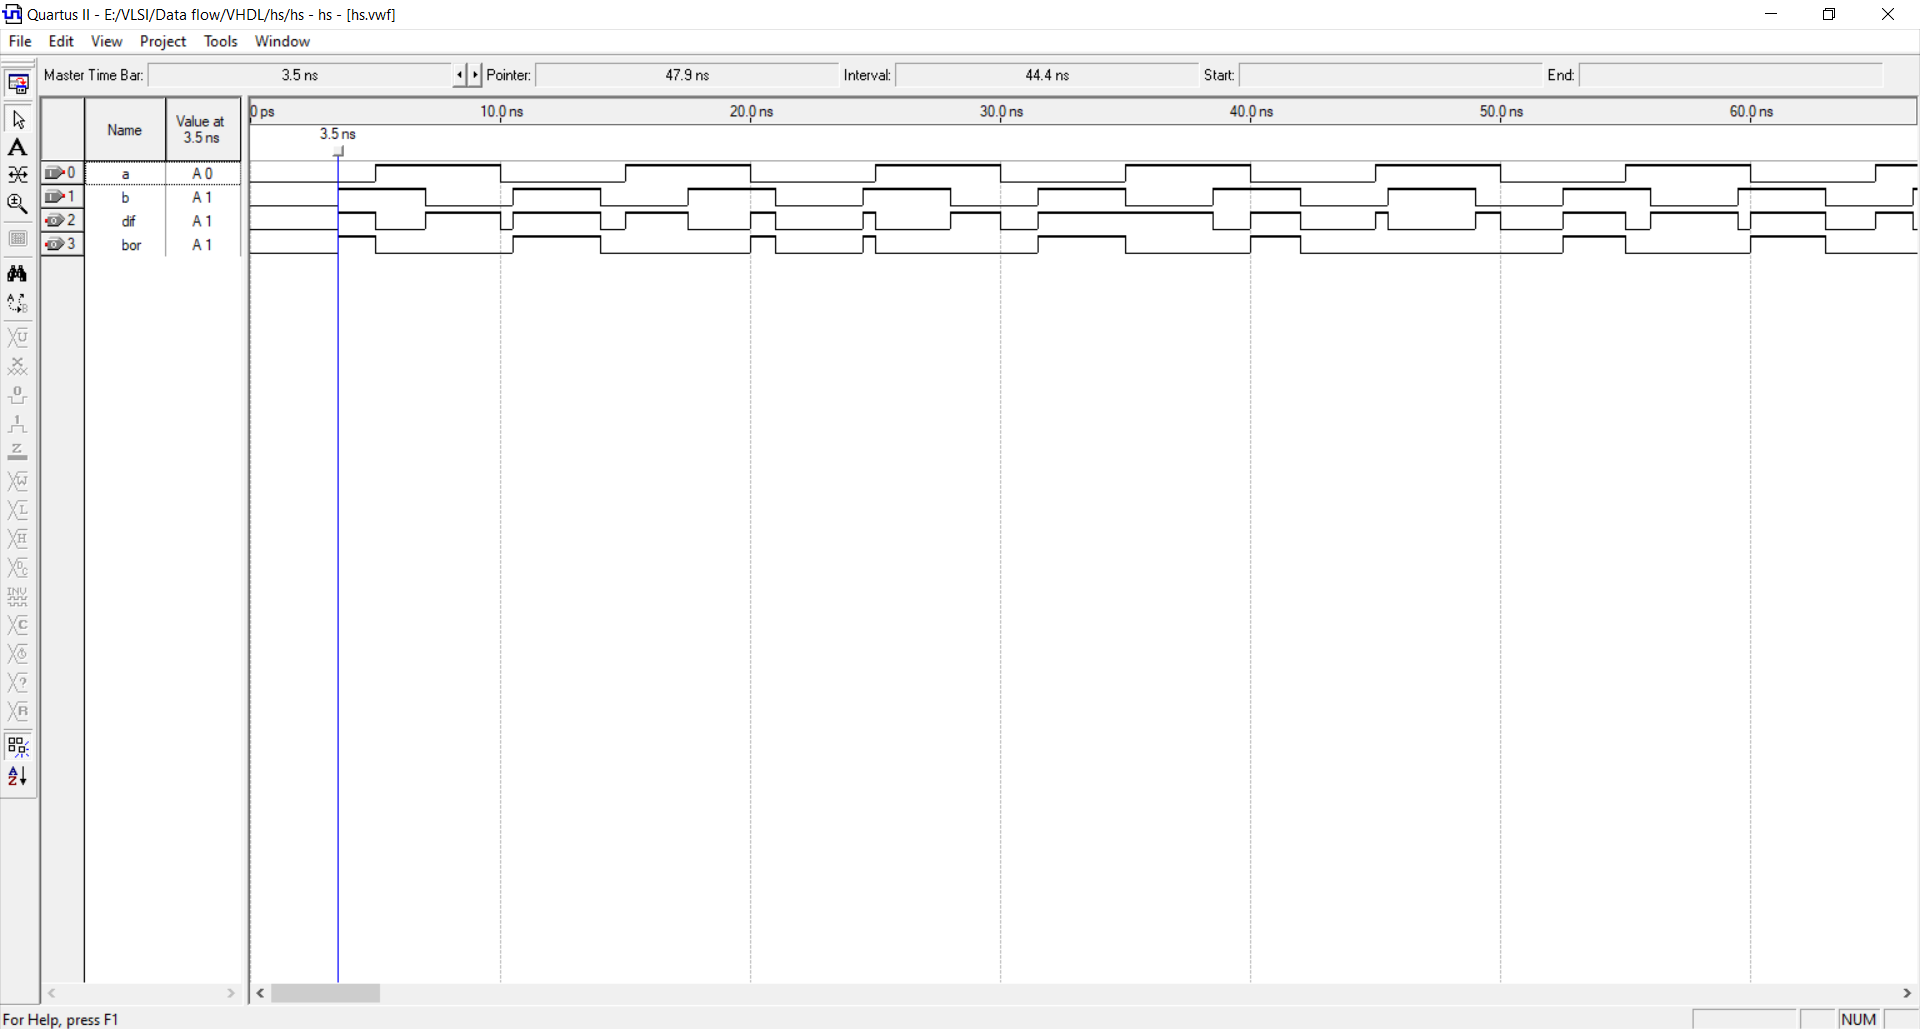 Quartus II - E:/VLSI/Data flow/VHDL/hs/hs - hs - [hs.vwf]
File Edit View Project Tools Window
Master Time Bar: 3.5 ns Pointer: 47.9 ns Interval: 44.4 ns Start: End:
Name Value at 3.5 ns
0 ps 10.0 ns 20.0 ns 30.0 ns 40.0 ns 50.0 ns 60.0 ns
3.5 ns
0 a A 0
1 b A 1
2 dif A 1
3 bor A 1
For Help, press F1 NUM